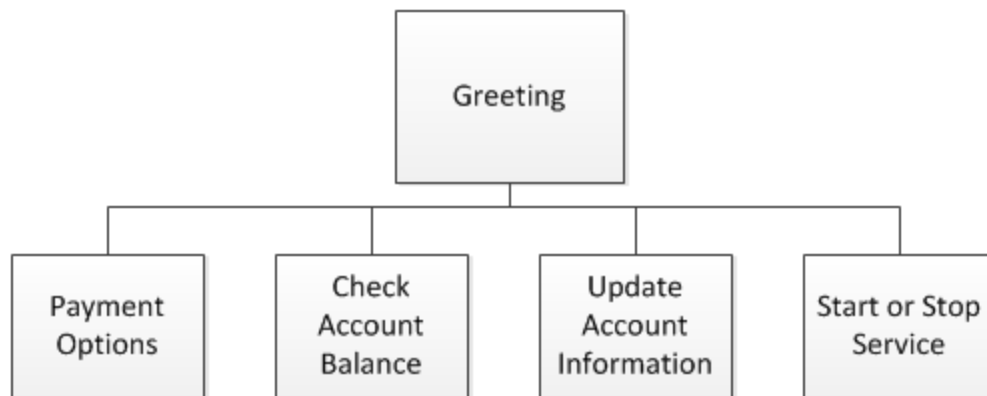 Greeting
Payment
Options
Check
Account
Balance
Update
Account
Information
Start or Stop
Service